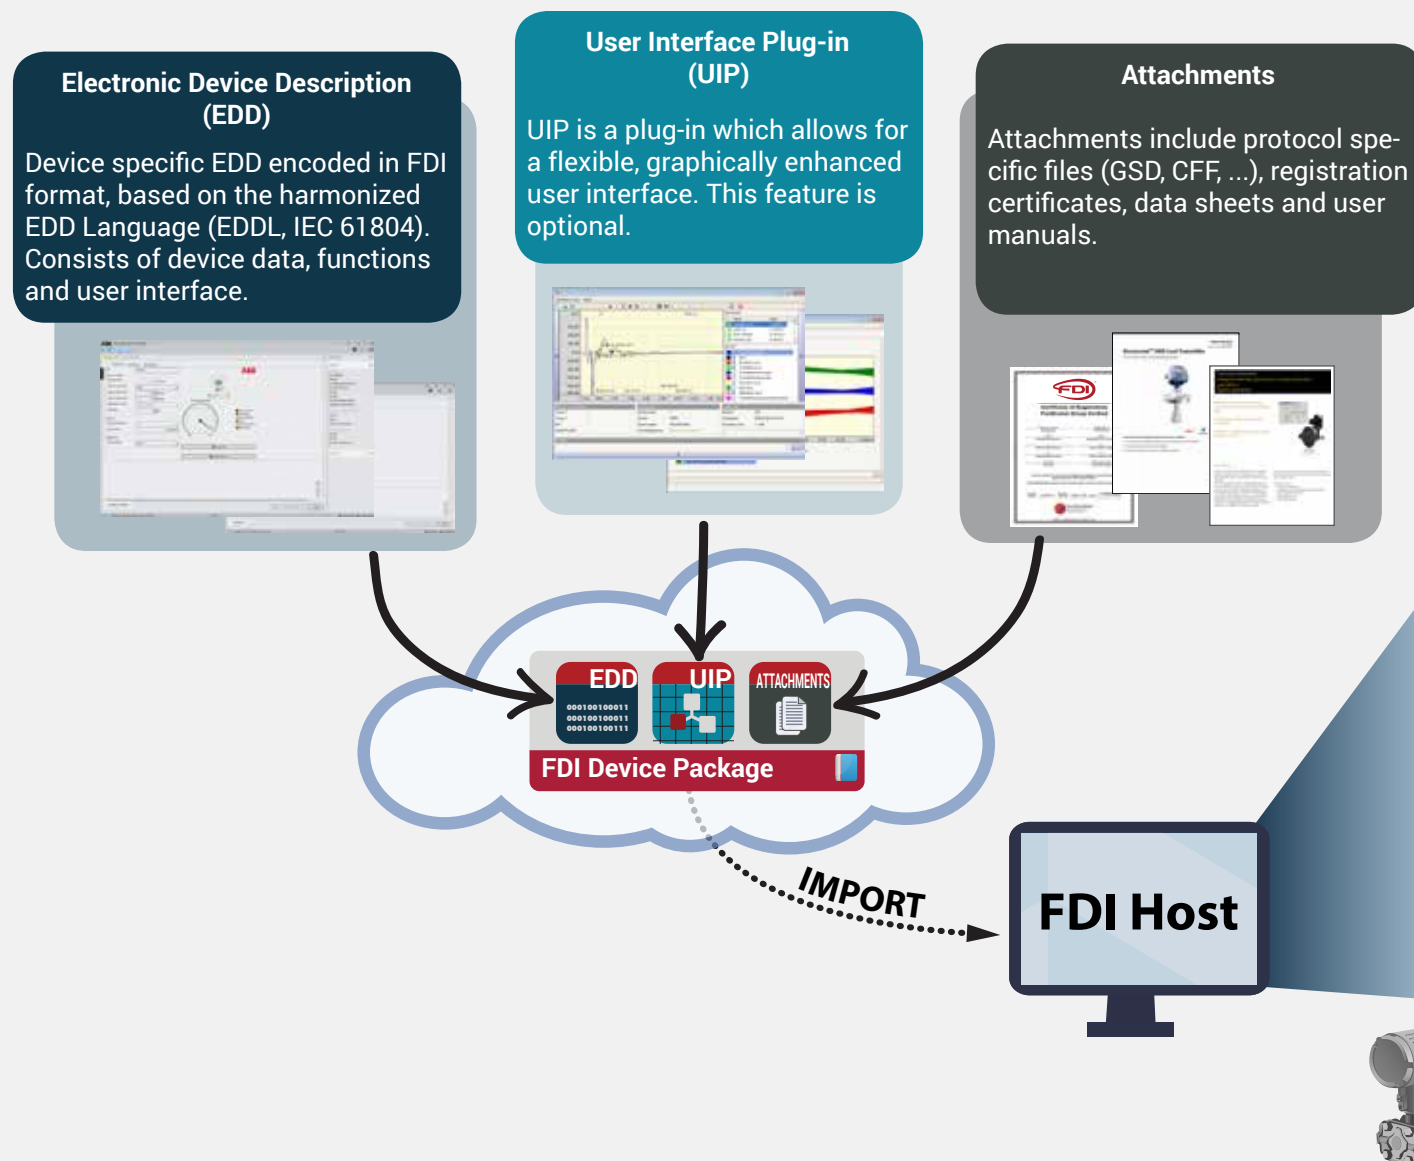 Electronic Device Description
(EDD)
Device specific EDD encoded in FDI
format, based on the harmonized
EDD Language (EDDL, IEC 61804).
Consists of device data, functions
and user interface.
User Interface Plug-in
(UIP)
UIP is a plug-in which allows for
a flexible, graphically enhanced
user interface. This feature is
optional.
Attachments
Attachments include protocol spe-
cific files (GSD, CFF, ...), registration
certificates, data sheets and user
manuals.
ABB
FDI
EDD
000100100011
000100100011
000100100111
UIP
ATTACHMENTS
FDI Device Package
IMPORT
FDI Host